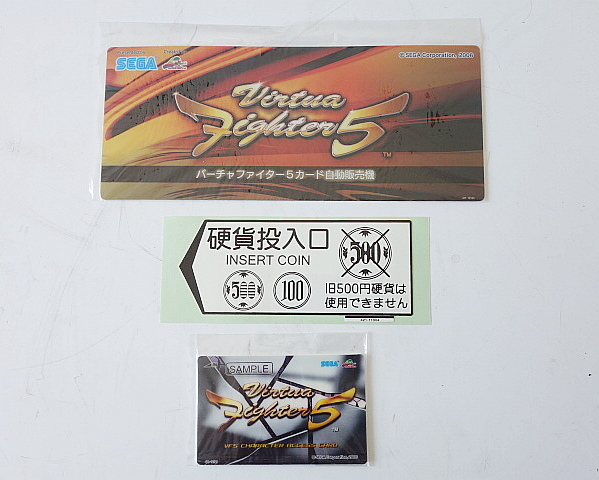 SEGA
© SEGA Corporation, 2006
Virtua
Fighter 5
TM
バーチャファイター5カード自動販売機
硬貨投入口
INSERT COIN
500
100
500
旧500円硬貨は
使用できません
SAMPLE
SEGA
Virtua
Fighter 5
TM
VF5 CHARACTER ACCESS CARD